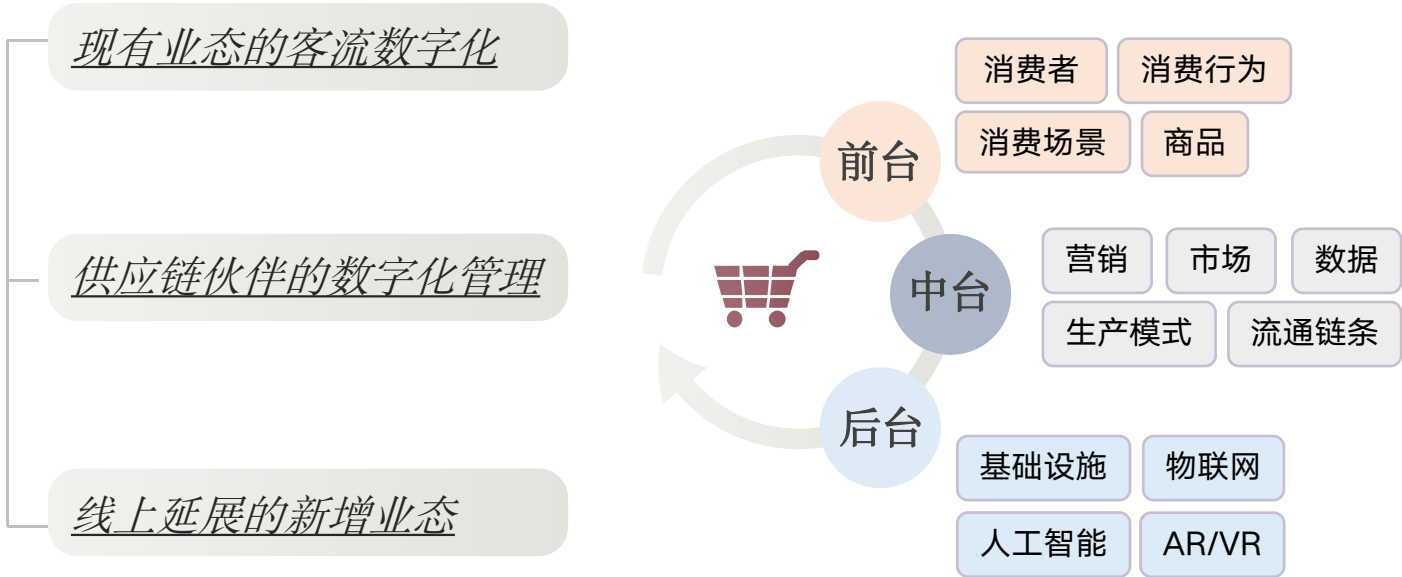 现有业态的客流数字化
供应链伙伴的数字化管理
线上延展的新增业态
前台
消费者 消费行为
消费场景 商品
中台
营销 市场 数据
生产模式 流通链条
后台
基础设施 物联网
人工智能 AR/VR